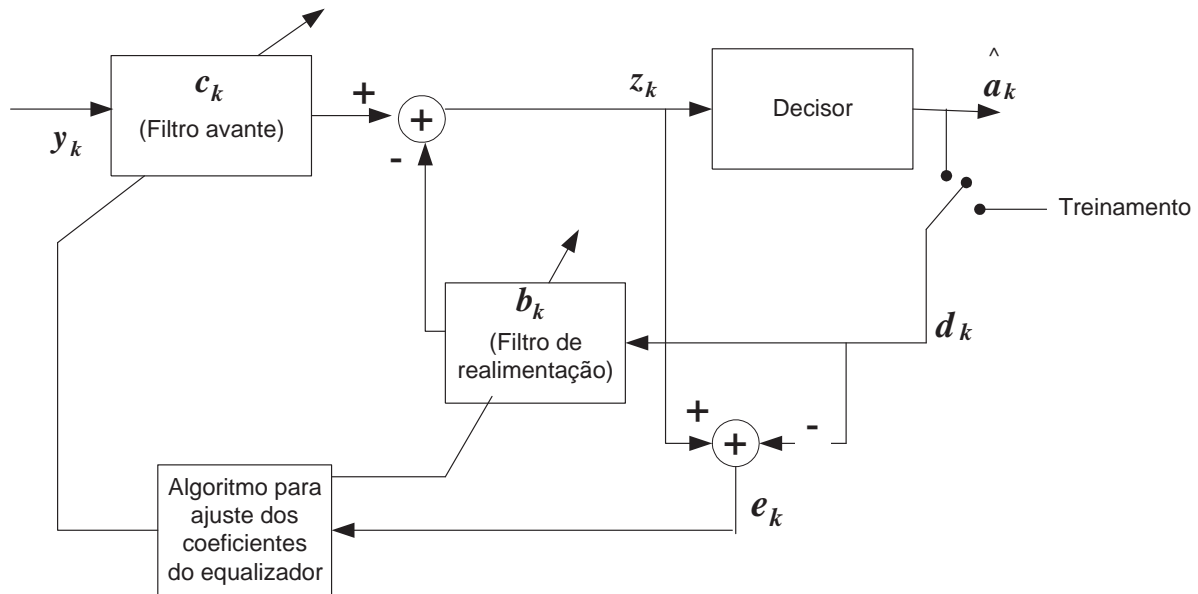 c_k
(Filtro avante)
y_k
+
-
+
z_k
Decisor
^
a_k
Treinamento
b_k
(Filtro de
realimentação)
d_k
+
-
+
e_k
Algoritmo para
ajuste dos
coeficientes
do equalizador